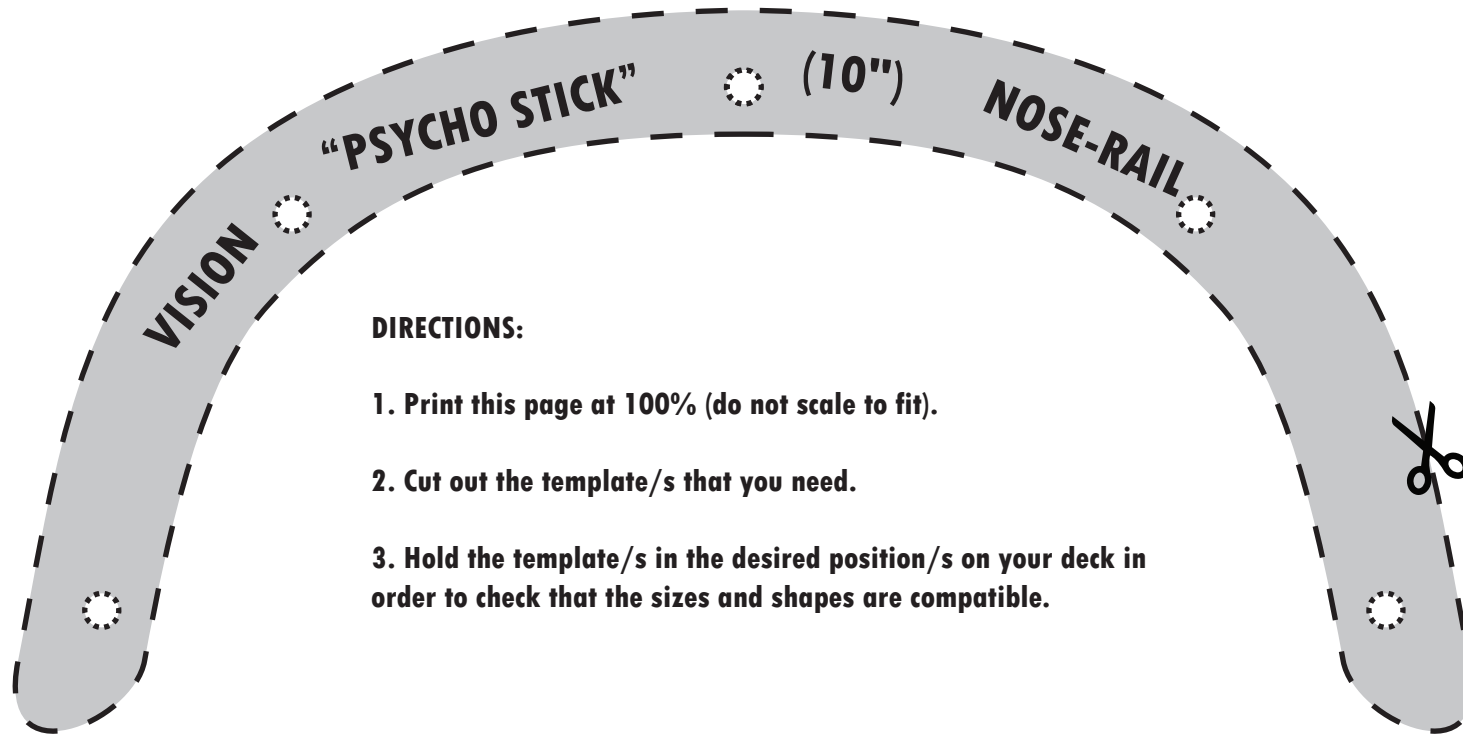 VISION “PSYCHO STICK” (10") NOSE-RAIL
DIRECTIONS:
1. Print this page at 100% (do not scale to fit).
2. Cut out the template/s that you need.
3. Hold the template/s in the desired position/s on your deck in
order to check that the sizes and shapes are compatible.